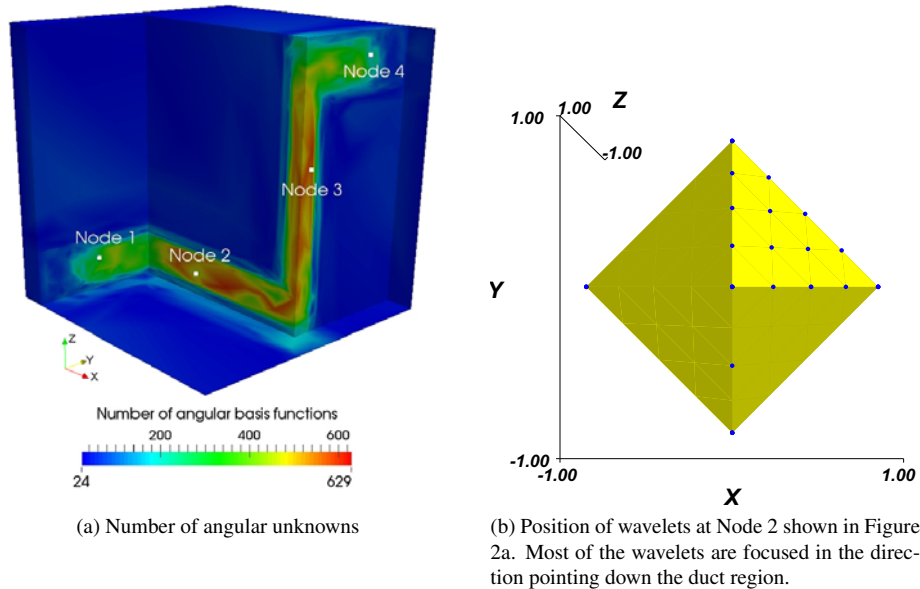 Node 4
Node 3
Node 1
Node 2
Z
Y
X
Number of angular basis functions
200 400 600
24 629
(a) Number of angular unknowns
Z
1.00
1.00
-1.00
Y
-1.00
-1.00 1.00
X
(b) Position of wavelets at Node 2 shown in Figure
2a. Most of the wavelets are focused in the direc-
tion pointing down the duct region.